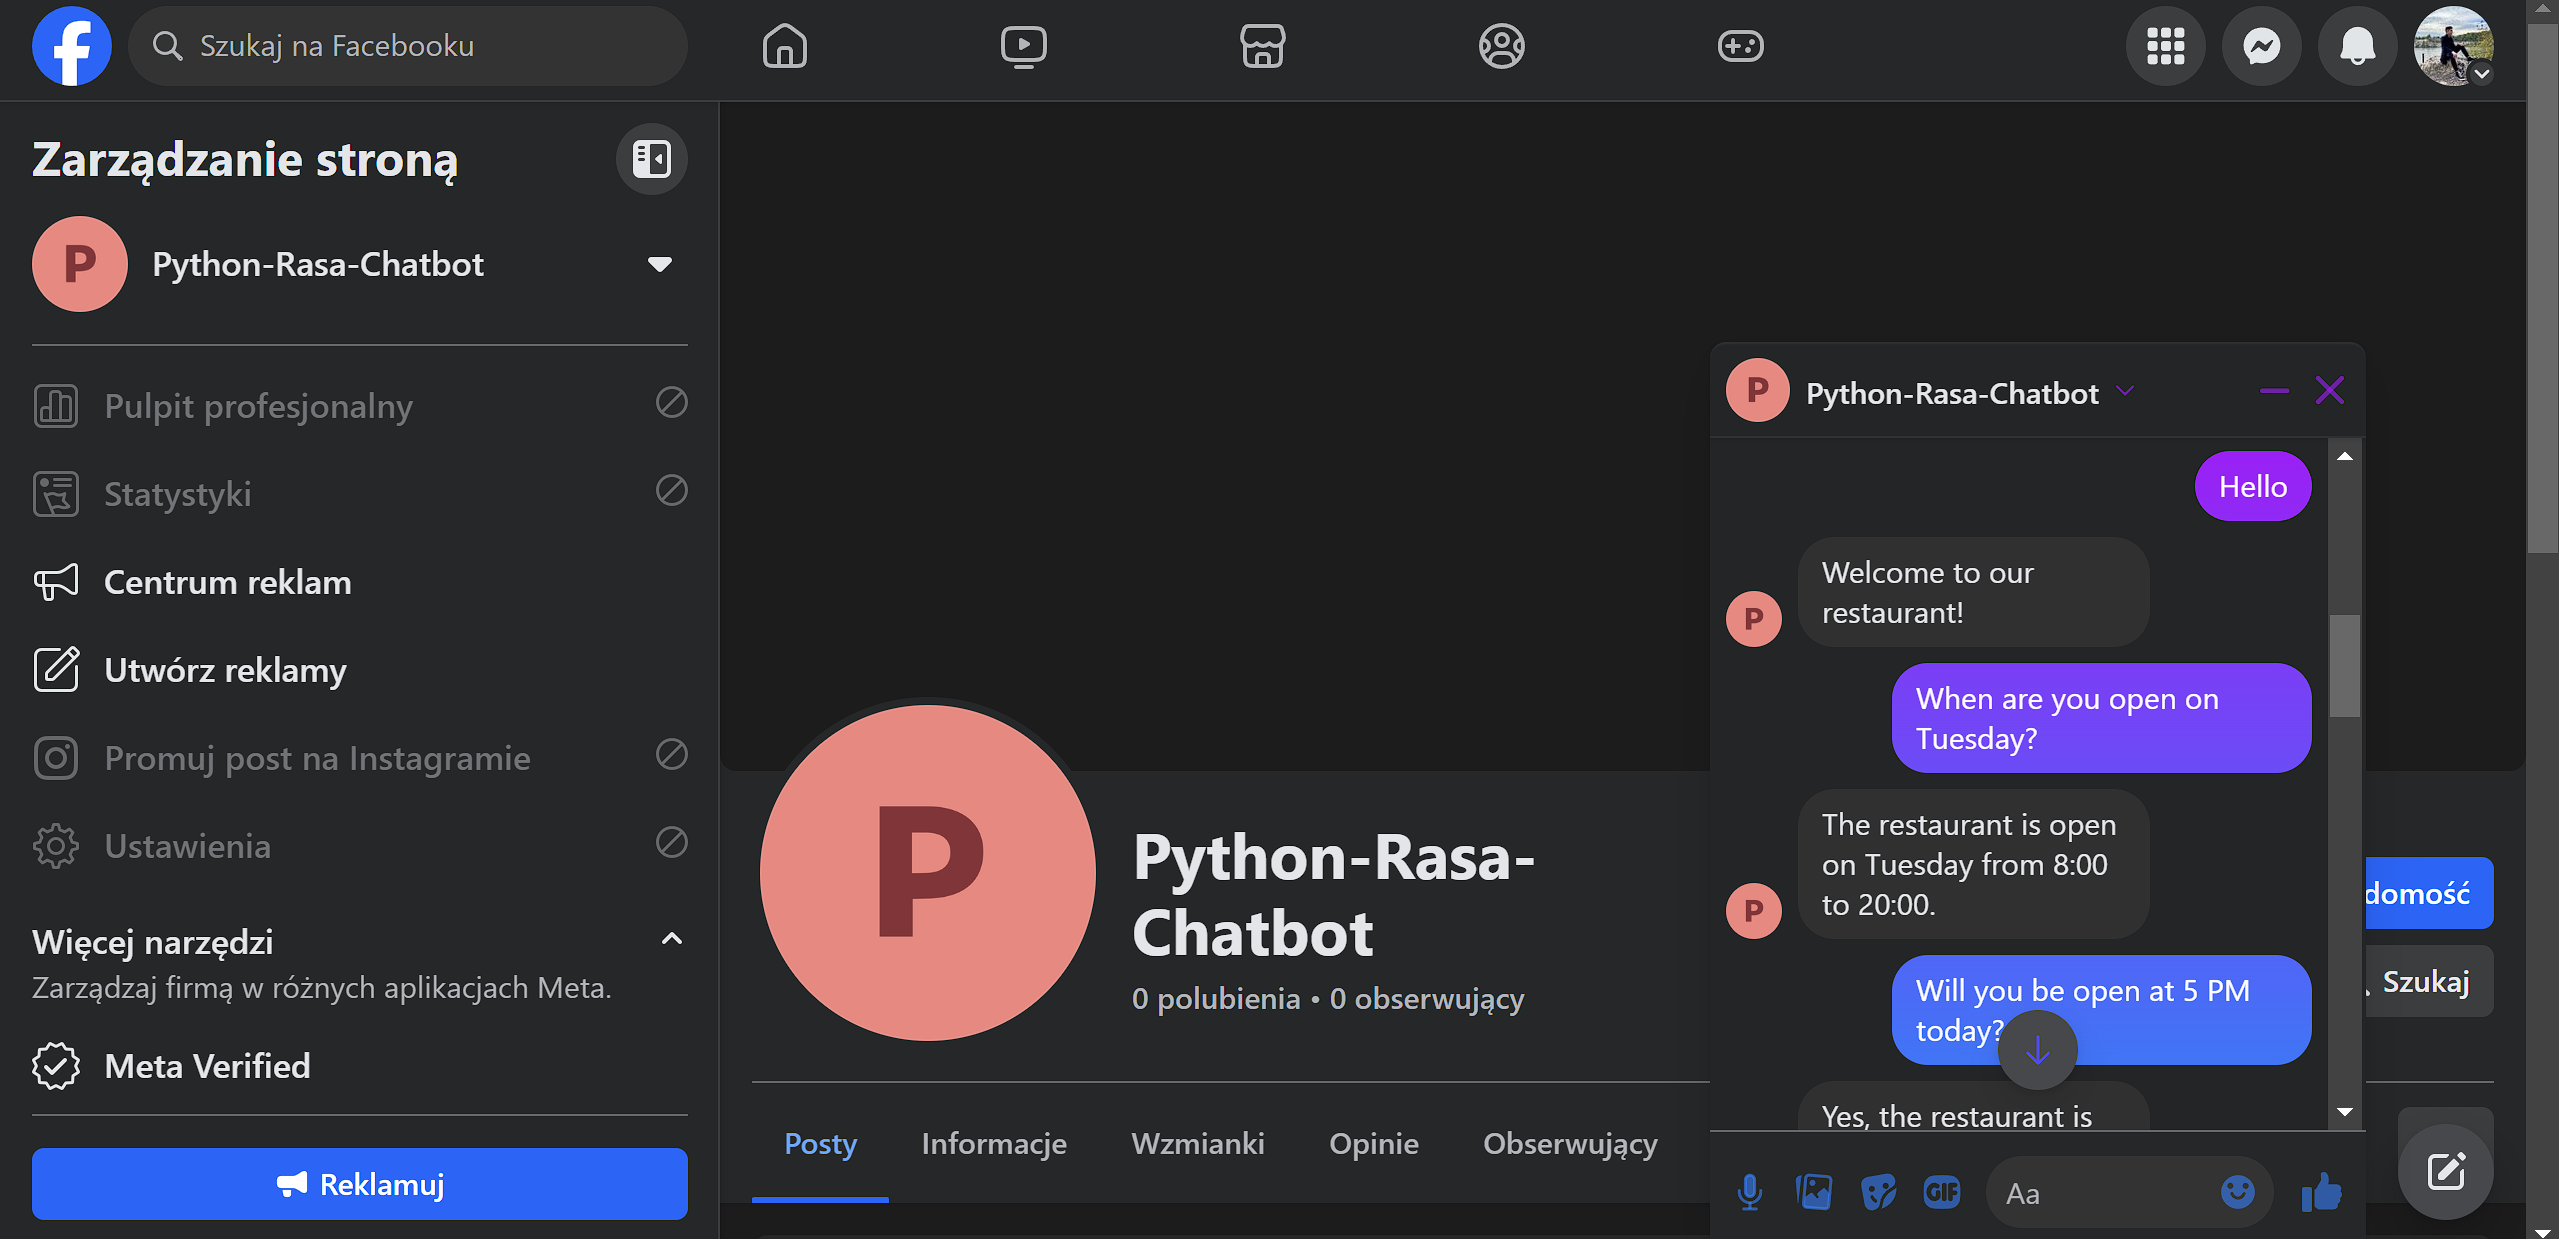 Szukaj na Facebooku
Zarządzanie stroną
P
Python-Rasa-Chatbot
Pulpit profesjonalny
Statystyki
Centrum reklam
Utwórz reklamy
Promuj post na Instagramie
Ustawienia
Więcej narzędzi
Zarządzaj firmą w różnych aplikacjach Meta.
Meta Verified
Reklamuj
P
Python-Rasa-
Chatbot
0 polubienia • 0 obserwujący
Posty
Informacje
Wzmianki
Opinie
Obserwujący
domość
Szukaj
P
Python-Rasa-Chatbot
Hello
Welcome to our
restaurant!
P
When are you open on
Tuesday?
The restaurant is open
on Tuesday from 8:00
to 20:00.
P
Will you be open at 5 PM
today?
Yes, the restaurant is
GIF
Aa